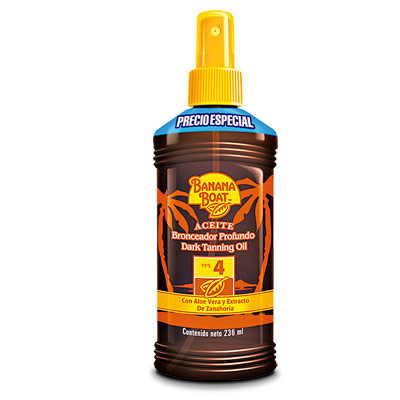 PRECIO ESPECIAL
BANANA
BOAT
ACEITE
Bronceador Profundo
Dark Tanning Oil
FPS 4
Con Aloe Vera y Extracto
De Zanahoria
Contenido neto 236 ml